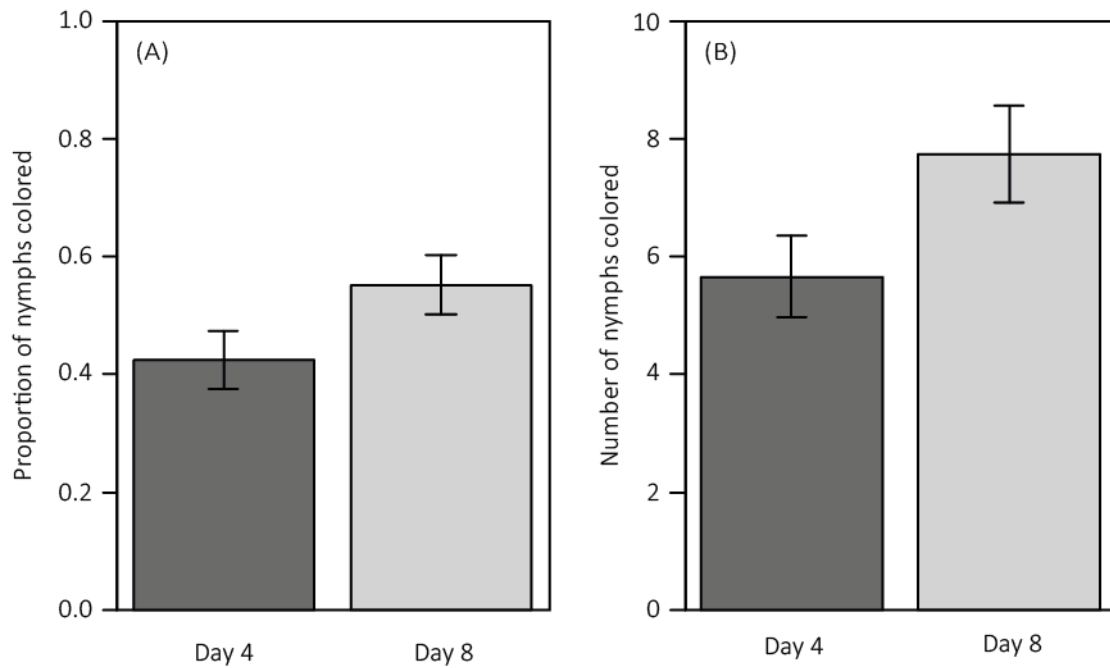 (A)
Proportion of nymphs colored
1.0
0.8
0.6
0.4
0.2
0.0
Day 4
Day 8
(B)
Number of nymphs colored
10
8
6
4
2
0
Day 4
Day 8